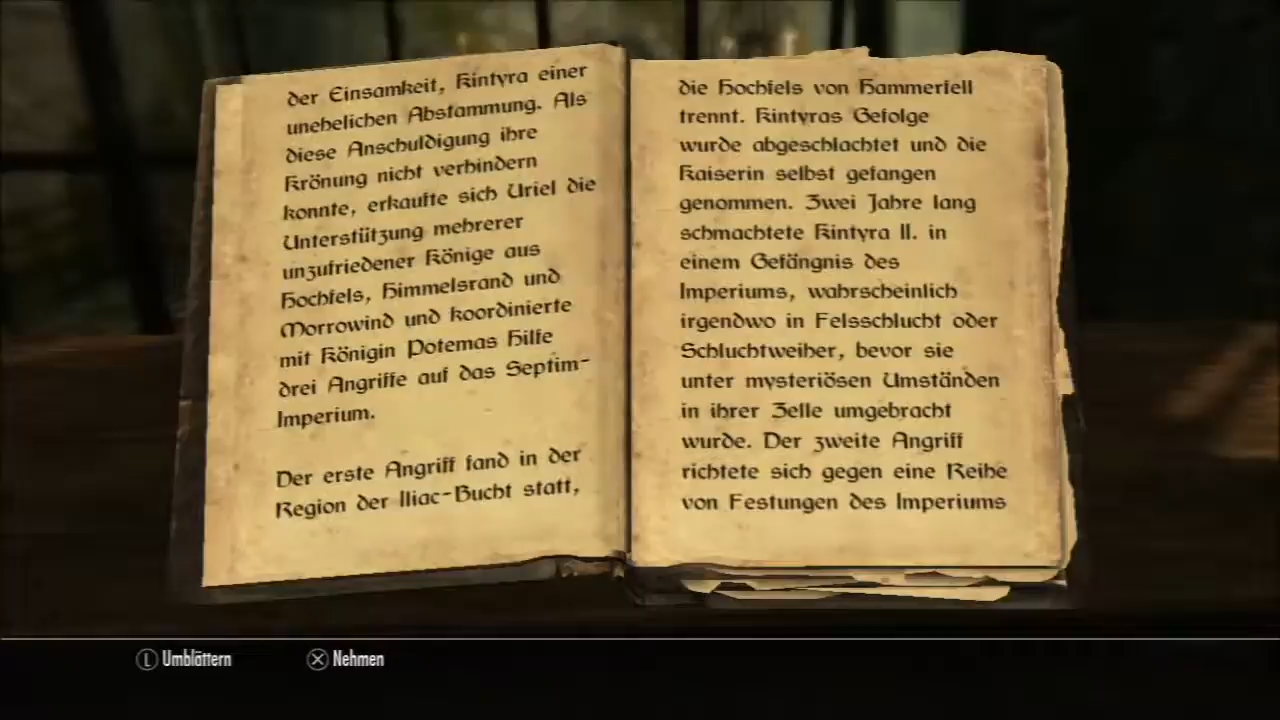 der Einsamkeit, Kintyra einer
unehelichen Abstammung. Als
diese Anschuldigung ihre
Krönung nicht verhindern
konnte, erkaufte sich Uriel die
Unterstützung mehrerer
unzufriedener Könige aus
Hochfels, Himmelsrand und
Morrowind und koordinierte
mit Königin Potemas Hilfe
drei Angriffe auf das Septim-
Imperium.
Der erste Angriff fand in der
Region der Iliac-Bucht statt,
die Hochfels von Hammerfell
trennt. Kintyras Gefolge
wurde abgeschlachtet und die
Kaiserin selbst gefangen
genommen. Zwei Jahre lang
schmachtete Kintyra II. in
einem Gefängnis des
Imperiums, wahrscheinlich
irgendwo in Felsschlucht oder
Schluchtweiher, bevor sie
unter mysteriösen Umständen
in ihrer Zelle umgebracht
wurde. Der zweite Angriff
richtete sich gegen eine Reihe
von Festungen des Imperiums
L Umblättern X Nehmen